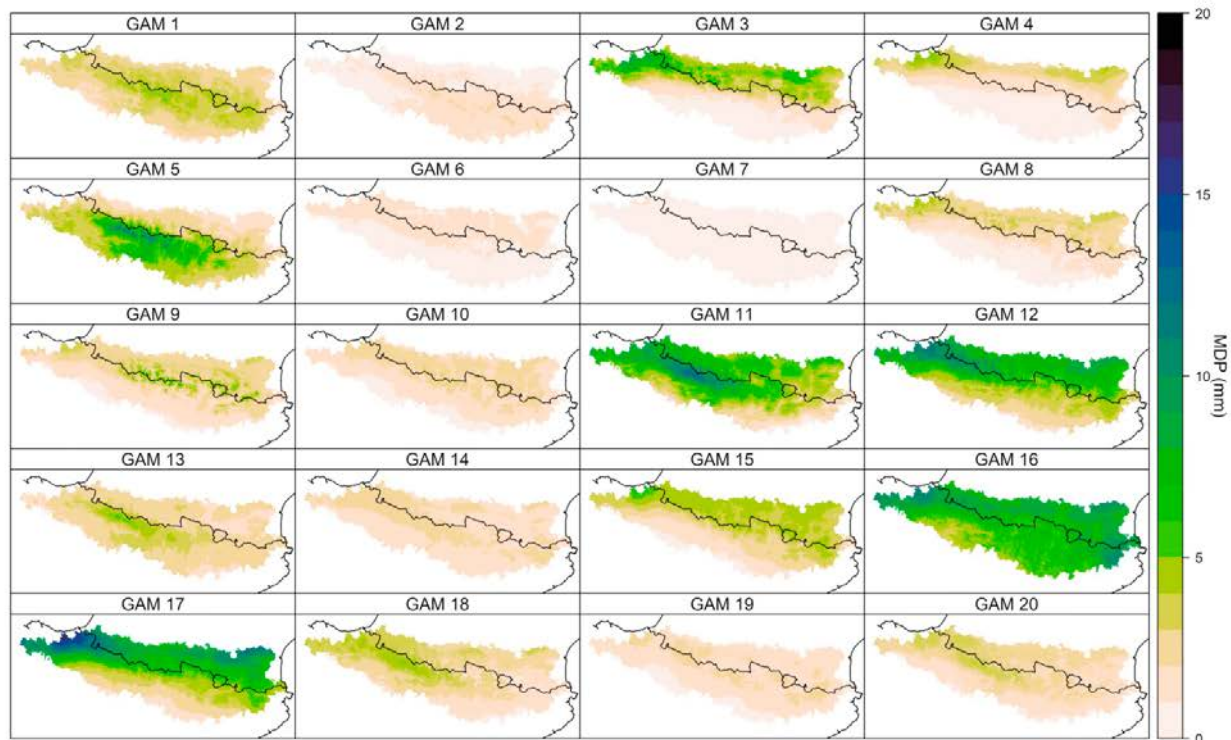 GAM 1 GAM 2 GAM 3 GAM 4
GAM 5 GAM 6 GAM 7 GAM 8
GAM 9 GAM 10 GAM 11 GAM 12
GAM 13 GAM 14 GAM 15 GAM 16
GAM 17 GAM 18 GAM 19 GAM 20
20
15
10
5
0
MDP (mm)